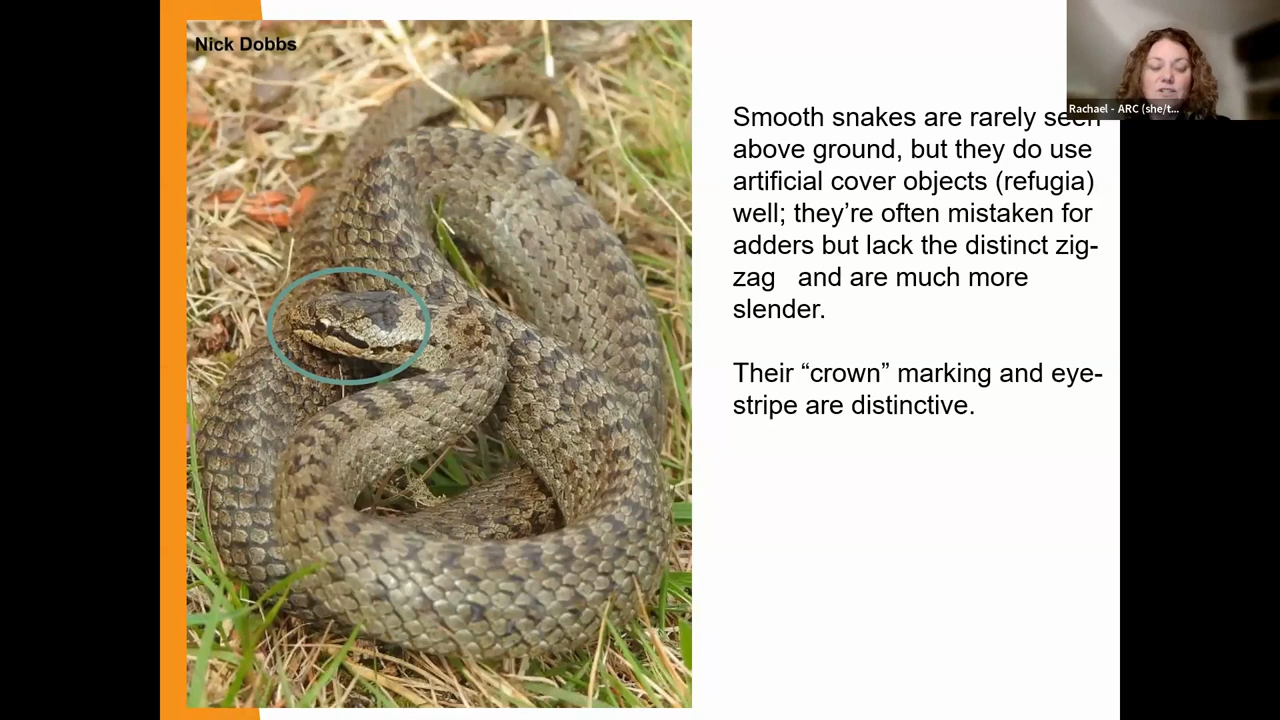 Nick Dobbs
Rachael - ARC (she/t...
Smooth snakes are rarely seen
above ground, but they do use
artificial cover objects (refugia)
well; they’re often mistaken for
adders but lack the distinct zig-
zag and are much more
slender.
Their “crown” marking and eye-
stripe are distinctive.